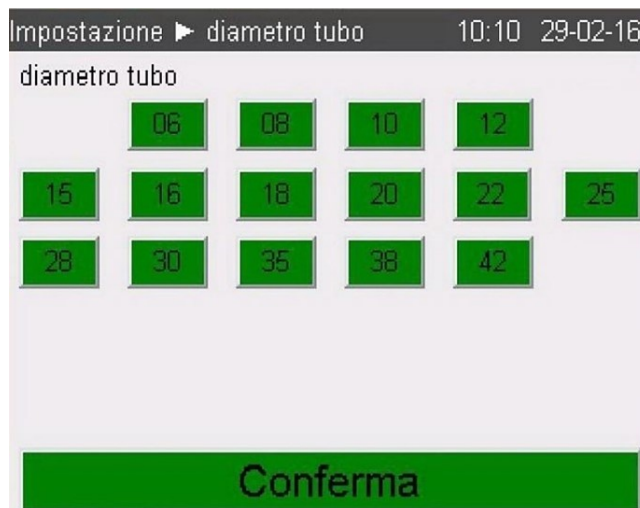 Impostazione ► diametro tubo 10:10 29-02-16
diametro tubo
06 08 10 12
15 16 18 20 22 25
28 30 35 38 42
Conferma